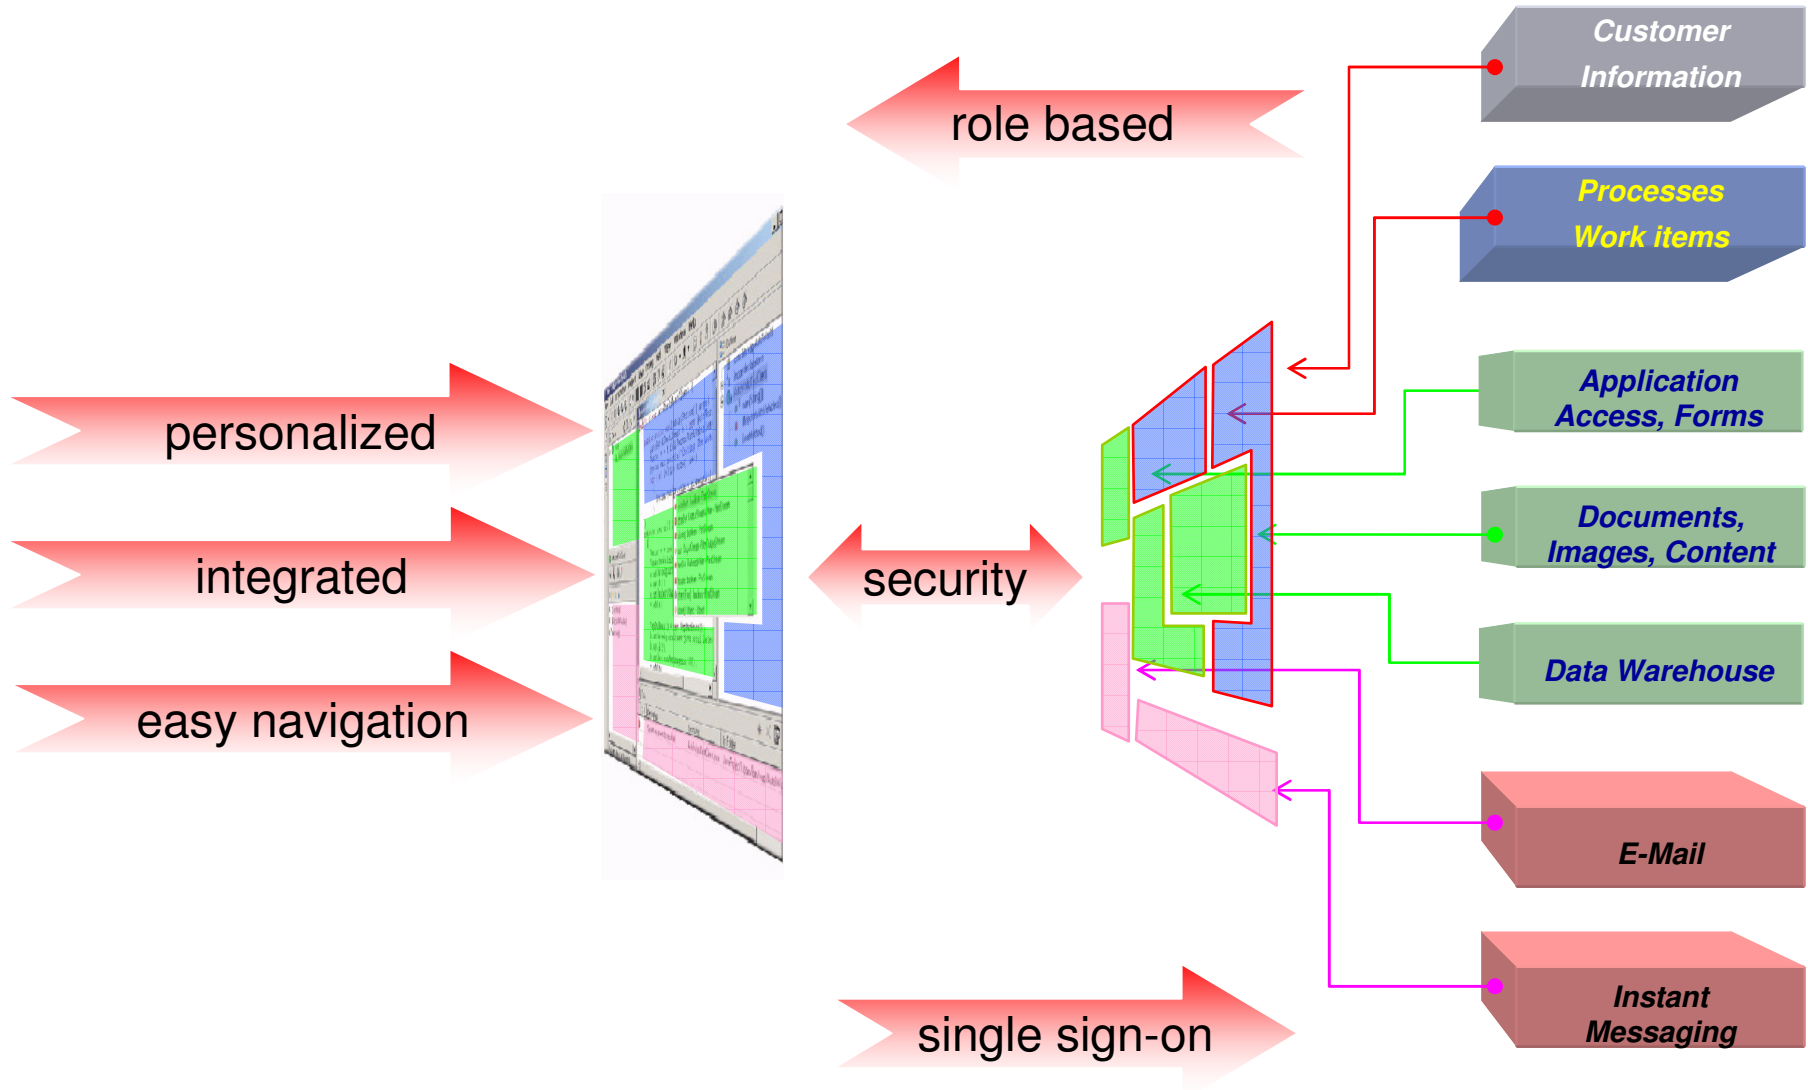 Customer
Information
role based
Processes
Work items
Application
Access, Forms
personalized
Documents,
Images, Content
integrated
security
Data Warehouse
easy navigation
E-Mail
Instant
Messaging
single sign-on